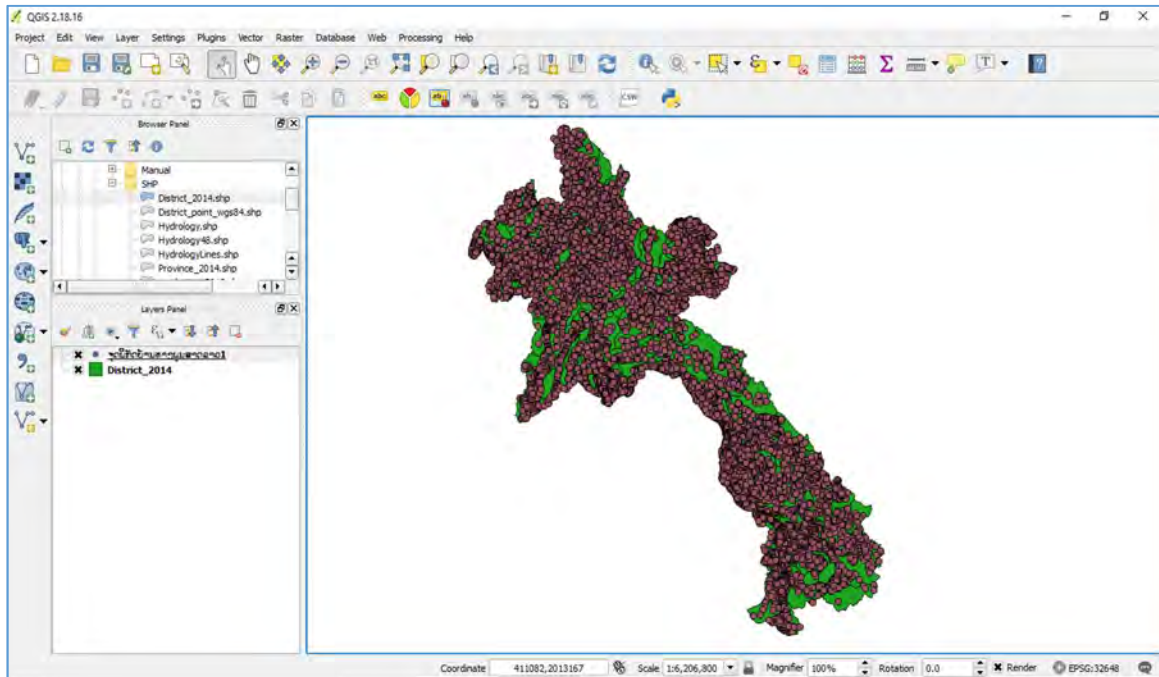 QGIS 2.18.16
Project Edit View Layer Settings Plugins Vector Raster Database Web Processing Help
abc
CSW
Browser Panel
Manual
SHP
District_2014.shp
District_point_wgs84.shp
Hydrology.shp
Hydrology48.shp
HydrologyLines.shp
Province_2014.shp
Layers Panel
District_2014
Coordinate 411082,2013167 Scale 1:6,206,800 Magnifier 100% Rotation 0.0 Render EPSG:32648